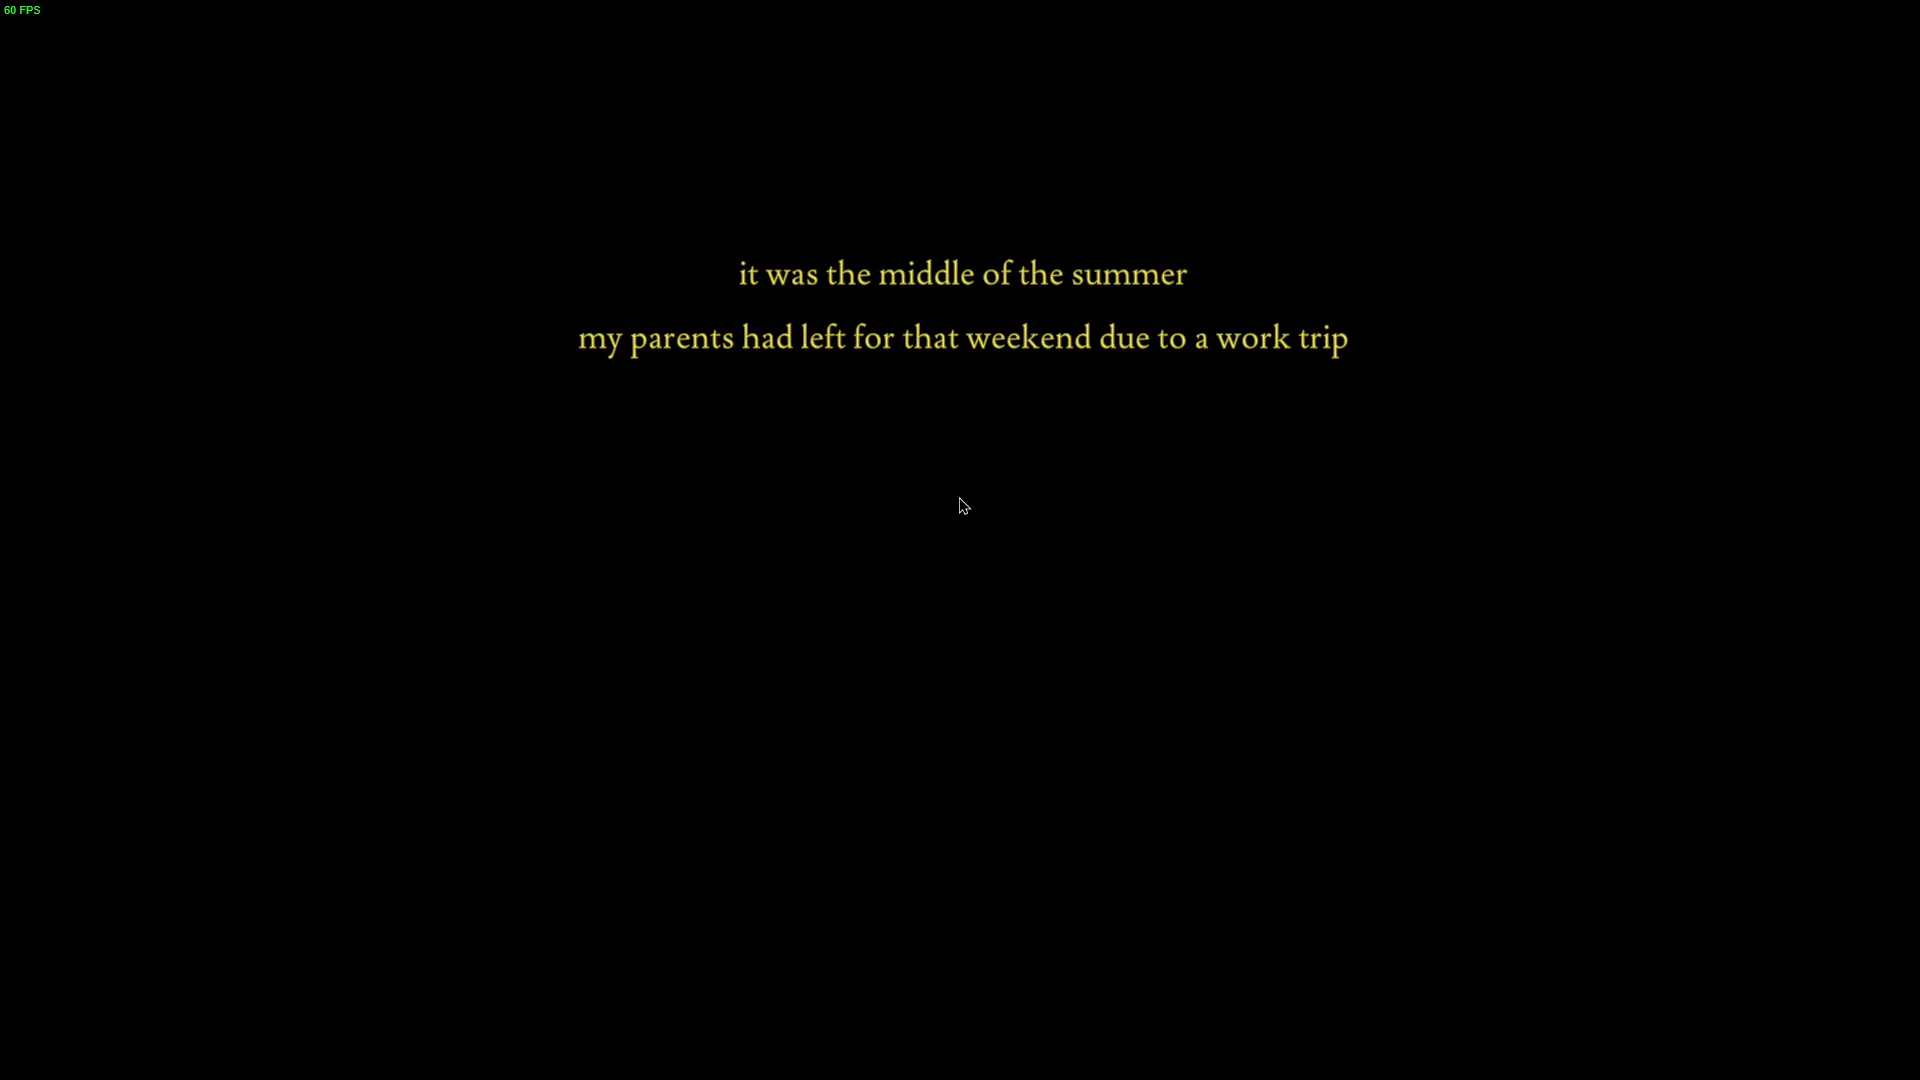 60 FPS
it was the middle of the summer
my parents had left for that weekend due to a work trip